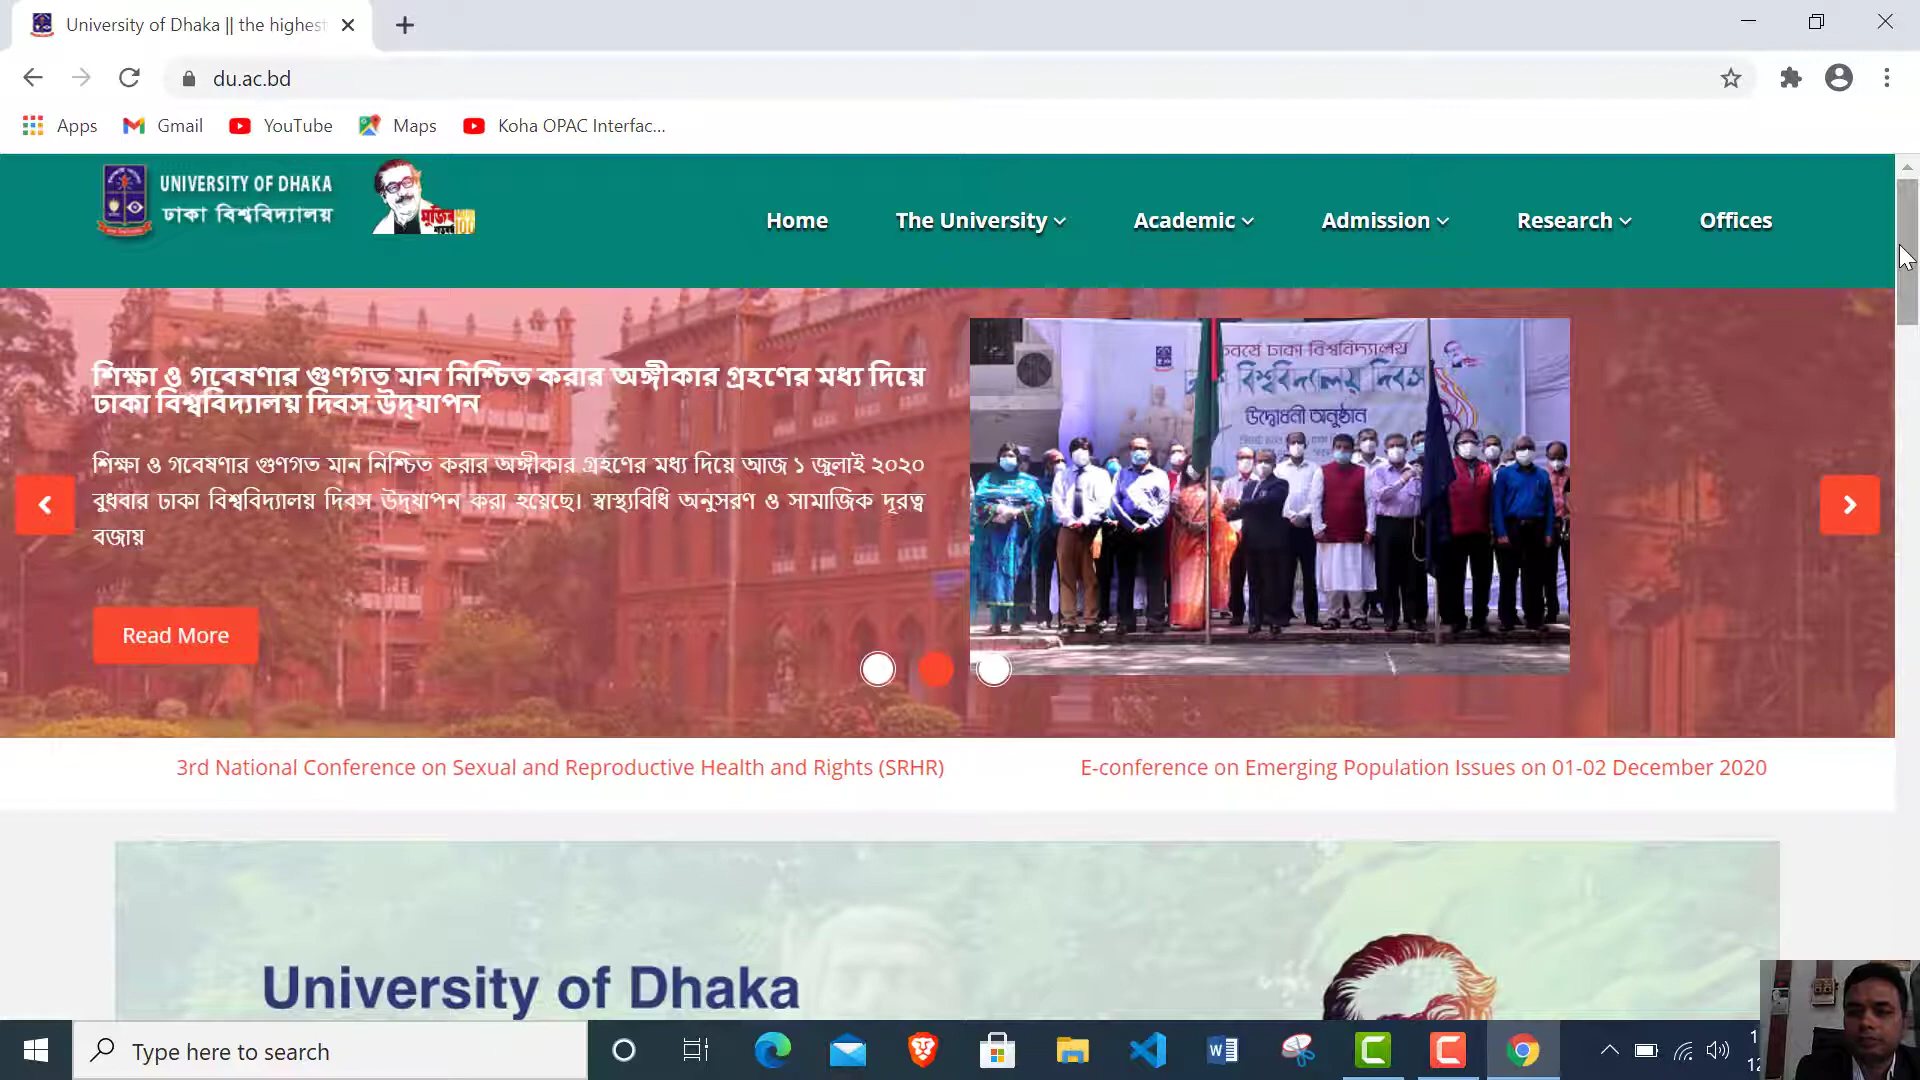 University of Dhaka || the highest
du.ac.bd
Apps
Gmail
YouTube
Maps
Koha OPAC Interfac...
UNIVERSITY OF DHAKA
ঢাকা বিশ্ববিদ্যালয়
Home
The University
Academic
Admission
Research
Offices
শিক্ষা ও গবেষণার গুণগত মান নিশ্চিত করার অঙ্গীকার গ্রহণের মধ্য দিয়ে
ঢাকা বিশ্ববিদ্যালয় দিবস উদ্‌যাপন
শিক্ষা ও গবেষণার গুণগত মান নিশ্চিত করার অঙ্গীকার গ্রহণের মধ্য দিয়ে আজ ১ জুলাই ২০২০
বুধবার ঢাকা বিশ্ববিদ্যালয় দিবস উদ্‌যাপন করা হয়েছে। স্বাস্থ্যবিধি অনুসরণ ও সামাজিক দূরত্ব
বজায়
ঢাকা বিশ্ববিদ্যালয়
বিশ্ববিদ্যালয় দিবস
উদ্বোধনী অনুষ্ঠান
Read More
3rd National Conference on Sexual and Reproductive Health and Rights (SRHR)
E-conference on Emerging Population Issues on 01-02 December 2020
University of Dhaka
Type here to search